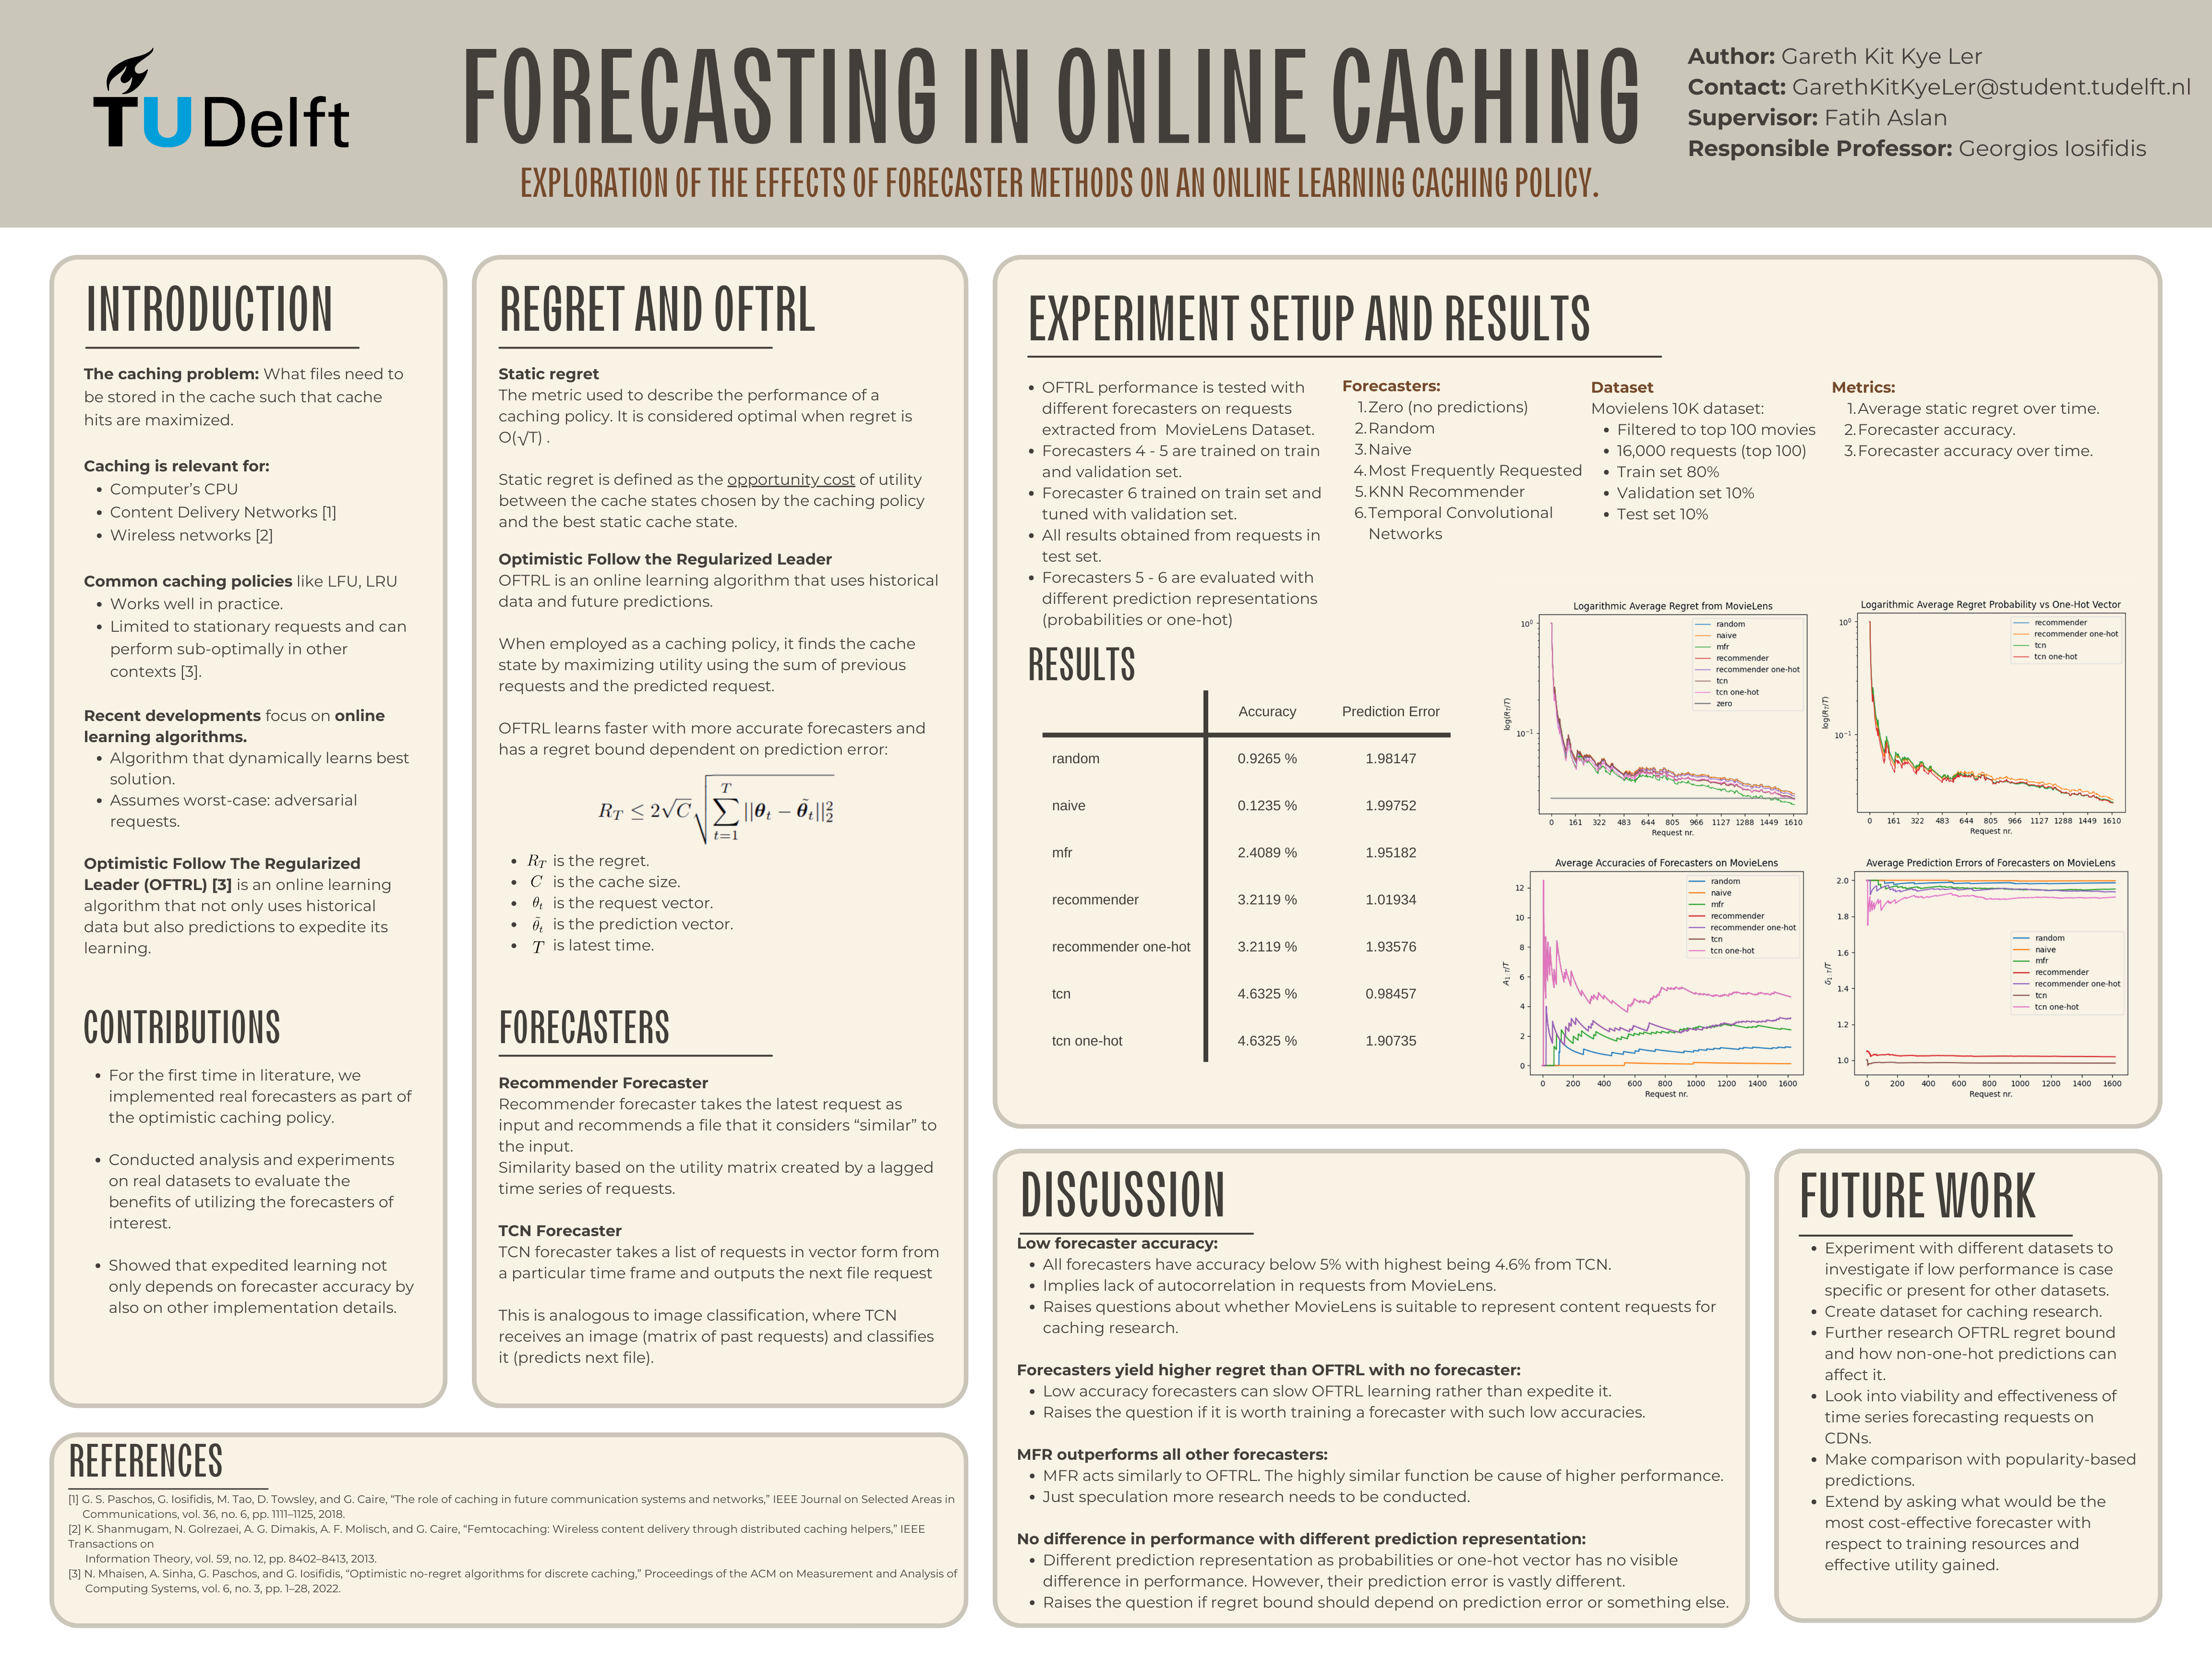 TU Delft
FORECASTING IN ONLINE CACHING
EXPLORATION OF THE EFFECTS OF FORECASTER METHODS ON AN ONLINE LEARNING CACHING POLICY.
Author: Gareth Kit Kye Ler
Contact: GarethKitKyeLer@student.tudelft.nl
Supervisor: Fatih Aslan
Responsible Professor: Georgios Iosifidis
INTRODUCTION
The caching problem: What files need to
be stored in the cache such that cache
hits are maximized.
Caching is relevant for:
• Computer's CPU
• Content Delivery Networks [1]
• Wireless networks [2]
Common caching policies like LFU, LRU
• Works well in practice.
• Limited to stationary requests and can
perform sub-optimally in other
contexts [3].
Recent developments focus on online
learning algorithms.
• Algorithm that dynamically learns best
solution.
• Assumes worst-case: adversarial
requests.
Optimistic Follow The Regularized
Leader (OFTRL) [3] is an online learning
algorithm that not only uses historical
data but also predictions to expedite its
learning.
CONTRIBUTIONS
• For the first time in literature, we
implemented real forecasters as part of
the optimistic caching policy.
• Conducted analysis and experiments
on real datasets to evaluate the
benefits of utilizing the forecasters of
interest.
• Showed that expedited learning not
only depends on forecaster accuracy by
also on other implementation details.
REGRET AND OFTRL
Static regret
The metric used to describe the performance of a
caching policy. It is considered optimal when regret is
O(√T) .
Static regret is defined as the opportunity cost of utility
between the cache states chosen by the caching policy
and the best static cache state.
Optimistic Follow the Regularized Leader
OFTRL is an online learning algorithm that uses historical
data and future predictions.
When employed as a caching policy, it finds the cache
state by maximizing utility using the sum of previous
requests and the predicted request.
OFTRL learns faster with more accurate forecasters and
has a regret bound dependent on prediction error:
R_T ≤ 2√C √(∑_{t=1}^{T} ||θ_t − θ̃_t||_2^2)
• R_T is the regret.
• C is the cache size.
• θ_t is the request vector.
• θ̃_t is the prediction vector.
• T is latest time.
FORECASTERS
Recommender Forecaster
Recommender forecaster takes the latest request as
input and recommends a file that it considers “similar” to
the input.
Similarity based on the utility matrix created by a lagged
time series of requests.
TCN Forecaster
TCN forecaster takes a list of requests in vector form from
a particular time frame and outputs the next file request
This is analogous to image classification, where TCN
receives an image (matrix of past requests) and classifies
it (predicts next file).
REFERENCES
[1] G. S. Paschos, G. Iosifidis, M. Tao, D. Towsley, and G. Caire, “The role of caching in future communication systems and networks,” IEEE Journal on Selected Areas in
Communications, vol. 36, no. 6, pp. 1111–1125, 2018.
[2] K. Shanmugam, N. Golrezaei, A. G. Dimakis, A. F. Molisch, and G. Caire, “Femtocaching: Wireless content delivery through distributed caching helpers,” IEEE
Transactions on
Information Theory, vol. 59, no. 12, pp. 8402–8413, 2013.
[3] N. Mhaisen, A. Sinha, G. Paschos, and G. Iosifidis, “Optimistic no-regret algorithms for discrete caching,” Proceedings of the ACM on Measurement and Analysis of
Computing Systems, vol. 6, no. 3, pp. 1–28, 2022.
EXPERIMENT SETUP AND RESULTS
• OFTRL performance is tested with
different forecasters on requests
extracted from MovieLens Dataset.
• Forecasters 4 - 5 are trained on train
and validation set.
• Forecaster 6 trained on train set and
tuned with validation set.
• All results obtained from requests in
test set.
• Forecasters 5 - 6 are evaluated with
different prediction representations
(probabilities or one-hot)
Forecasters:
1. Zero (no predictions)
2. Random
3. Naive
4. Most Frequently Requested
5. KNN Recommender
6. Temporal Convolutional
Networks
Dataset
Movielens 10K dataset:
• Filtered to top 100 movies
• 16,000 requests (top 100)
• Train set 80%
• Validation set 10%
• Test set 10%
Metrics:
1. Average static regret over time.
2. Forecaster accuracy.
3. Forecaster accuracy over time.
RESULTS
Accuracy Prediction Error
random 0.9265 % 1.98147
naive 0.1235 % 1.99752
mfr 2.4089 % 1.95182
recommender 3.2119 % 1.01934
recommender one-hot 3.2119 % 1.93576
tcn 4.6325 % 0.98457
tcn one-hot 4.6325 % 1.90735
Logarithmic Average Regret from MovieLens
10^0
10^-1
log(R_T/T)
random
naive
mfr
recommender
recommender one-hot
tcn
tcn one-hot
zero
0 161 322 483 644 805 966 1127 1288 1449 1610
Request nr.
Logarithmic Average Regret Probability vs One-Hot Vector
10^0
10^-1
log(R_T/T)
recommender
recommender one-hot
tcn
tcn one-hot
0 161 322 483 644 805 966 1127 1288 1449 1610
Request nr.
Average Accuracies of Forecasters on MovieLens
12
10
8
6
4
2
0
A_{1:T}/T
random
naive
mfr
recommender
recommender one-hot
tcn
tcn one-hot
0 200 400 600 800 1000 1200 1400 1600
Request nr.
Average Prediction Errors of Forecasters on MovieLens
2.0
1.8
1.6
1.4
1.2
1.0
δ_{1:T}/T
random
naive
mfr
recommender
recommender one-hot
tcn
tcn one-hot
0 200 400 600 800 1000 1200 1400 1600
Request nr.
DISCUSSION
Low forecaster accuracy:
• All forecasters have accuracy below 5% with highest being 4.6% from TCN.
• Implies lack of autocorrelation in requests from MovieLens.
• Raises questions about whether MovieLens is suitable to represent content requests for
caching research.
Forecasters yield higher regret than OFTRL with no forecaster:
• Low accuracy forecasters can slow OFTRL learning rather than expedite it.
• Raises the question if it is worth training a forecaster with such low accuracies.
MFR outperforms all other forecasters:
• MFR acts similarly to OFTRL. The highly similar function be cause of higher performance.
• Just speculation more research needs to be conducted.
No difference in performance with different prediction representation:
• Different prediction representation as probabilities or one-hot vector has no visible
difference in performance. However, their prediction error is vastly different.
• Raises the question if regret bound should depend on prediction error or something else.
FUTURE WORK
• Experiment with different datasets to
investigate if low performance is case
specific or present for other datasets.
• Create dataset for caching research.
• Further research OFTRL regret bound
and how non-one-hot predictions can
affect it.
• Look into viability and effectiveness of
time series forecasting requests on
CDNs.
• Make comparison with popularity-based
predictions.
• Extend by asking what would be the
most cost-effective forecaster with
respect to training resources and
effective utility gained.